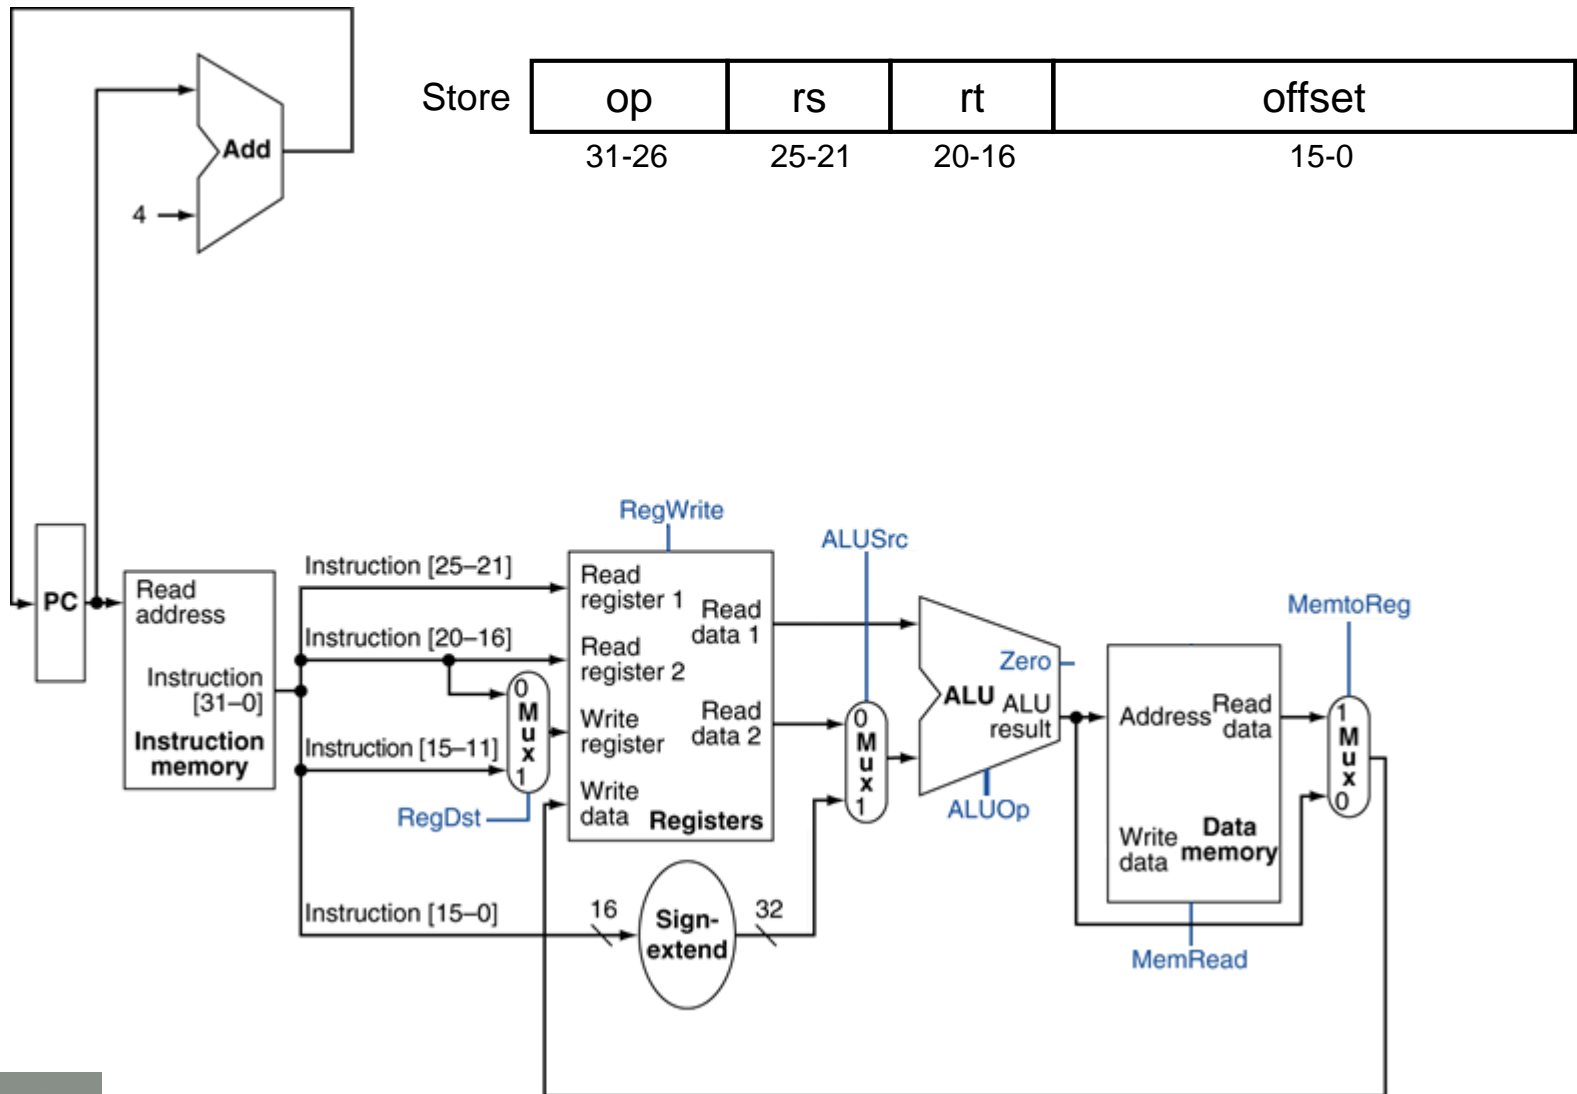 Store
op
rs
rt
offset
31-26
25-21
20-16
15-0
Add
4
PC
Read
address
Instruction
[31–0]
Instruction
memory
Instruction [25–21]
Instruction [20–16]
Instruction [15–11]
Instruction [15–0]
0
M
u
x
1
RegDst
RegWrite
Read
register 1
Read
register 2
Write
register
Write
data
Read
data 1
Read
data 2
Registers
16
Sign-
extend
32
ALUSrc
0
M
u
x
1
Zero
ALU
ALU
result
ALUOp
Address
Read
data
Write
data
Data
memory
MemRead
MemtoReg
1
M
u
x
0